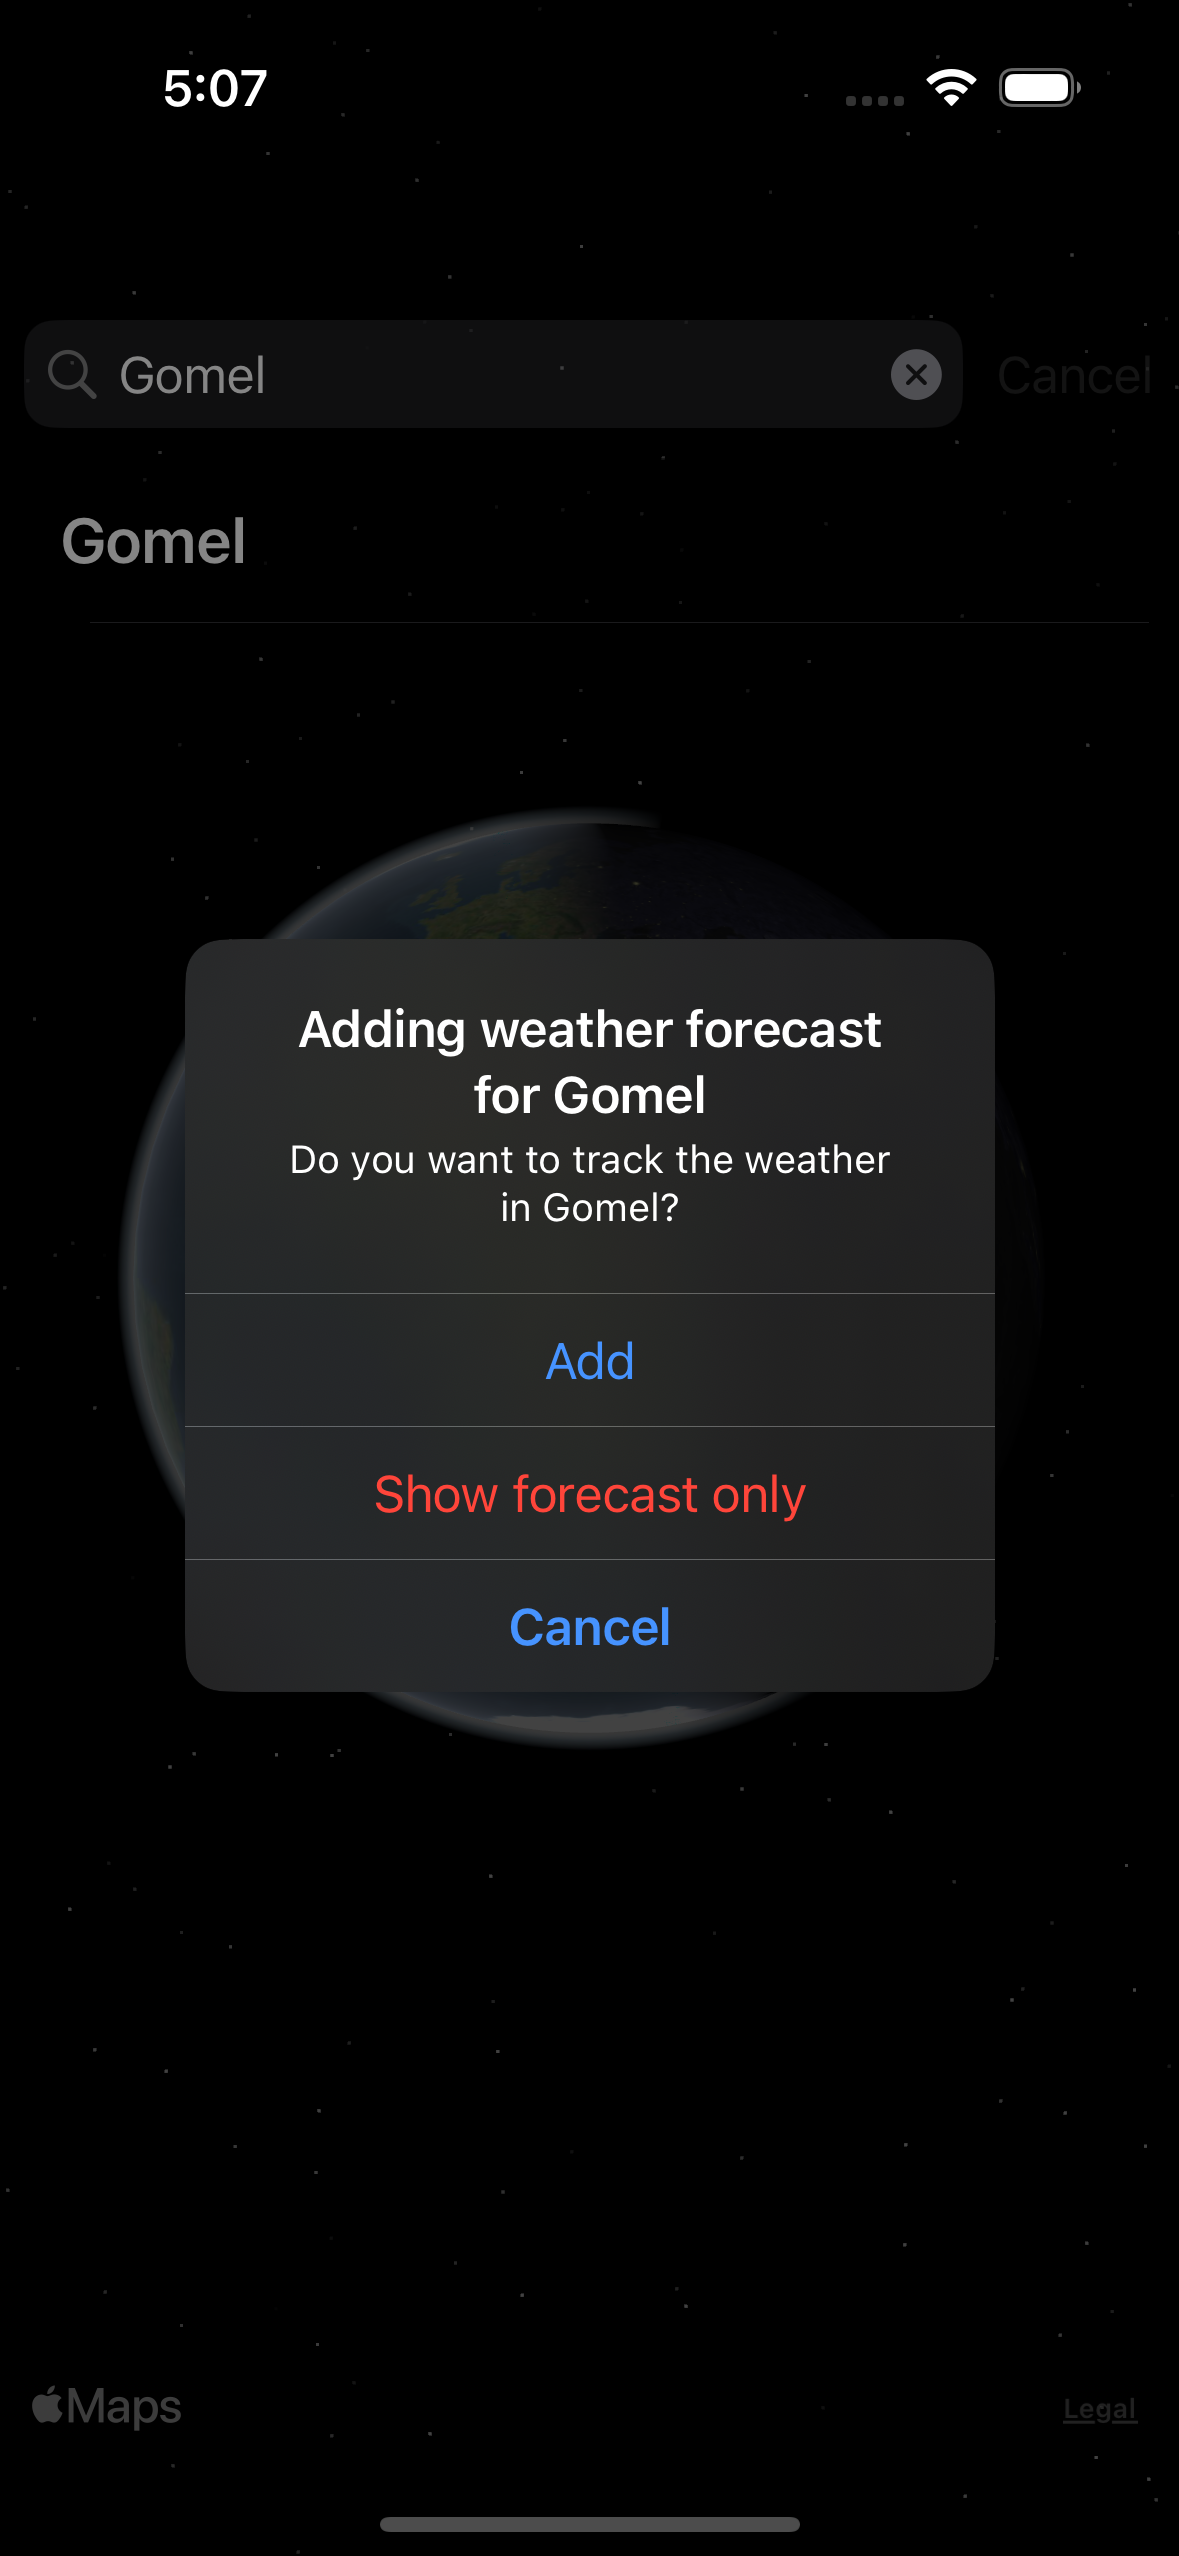 5:07
Gomel
Cancel
Gomel
Adding weather forecast
for Gomel
Do you want to track the weather
in Gomel?
Add
Show forecast only
Cancel
Maps
Legal